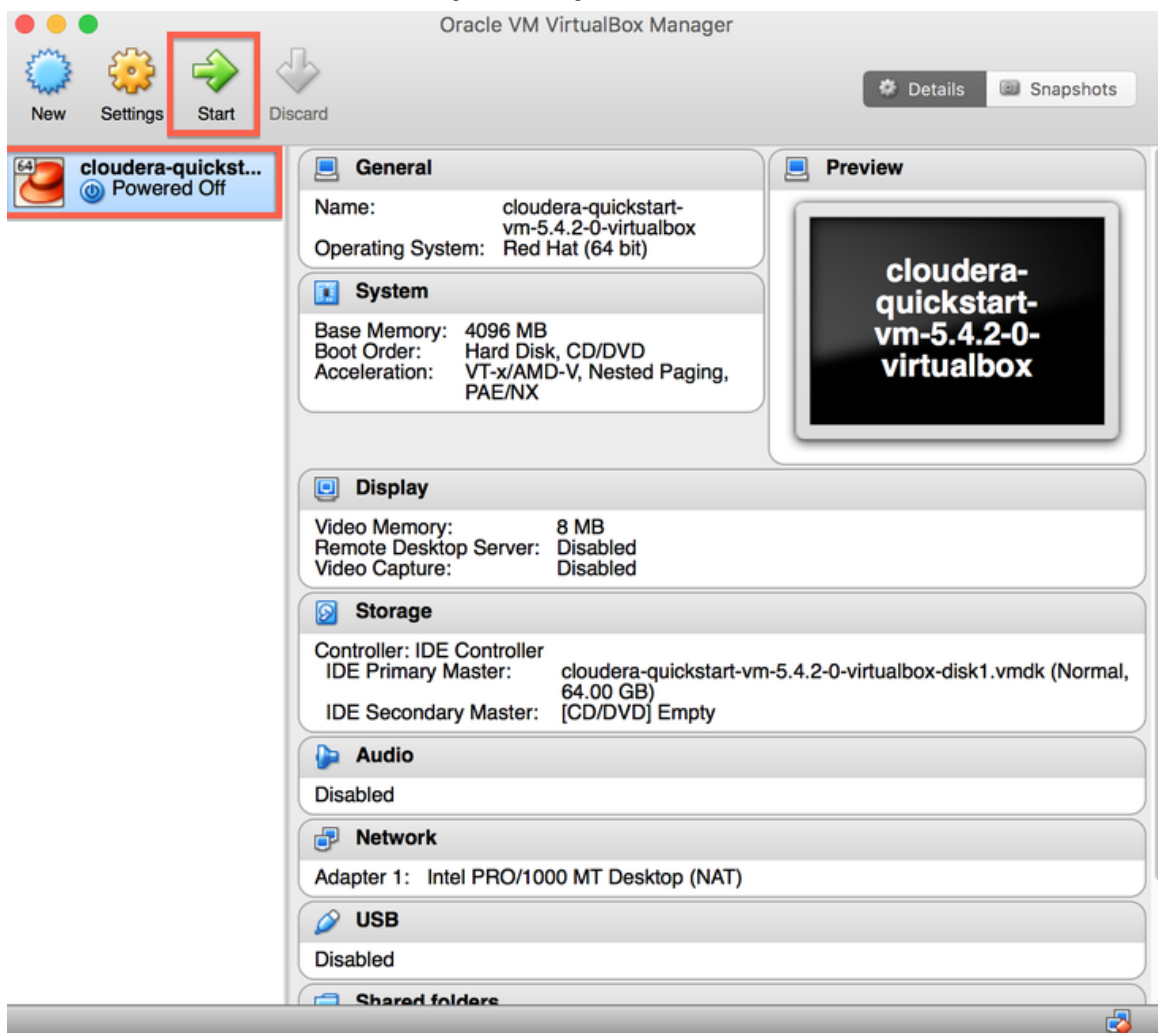 Oracle VM VirtualBox Manager
New Settings Start Discard
Details Snapshots
64
cloudera-quickst...
Powered Off
General
Name: cloudera-quickstart-
vm-5.4.2-0-virtualbox
Operating System: Red Hat (64 bit)
System
Base Memory: 4096 MB
Boot Order: Hard Disk, CD/DVD
Acceleration: VT-x/AMD-V, Nested Paging,
PAE/NX
Preview
cloudera-
quickstart-
vm-5.4.2-0-
virtualbox
Display
Video Memory: 8 MB
Remote Desktop Server: Disabled
Video Capture: Disabled
Storage
Controller: IDE Controller
IDE Primary Master: cloudera-quickstart-vm-5.4.2-0-virtualbox-disk1.vmdk (Normal,
64.00 GB)
IDE Secondary Master: [CD/DVD] Empty
Audio
Disabled
Network
Adapter 1: Intel PRO/1000 MT Desktop (NAT)
USB
Disabled
Shared folders